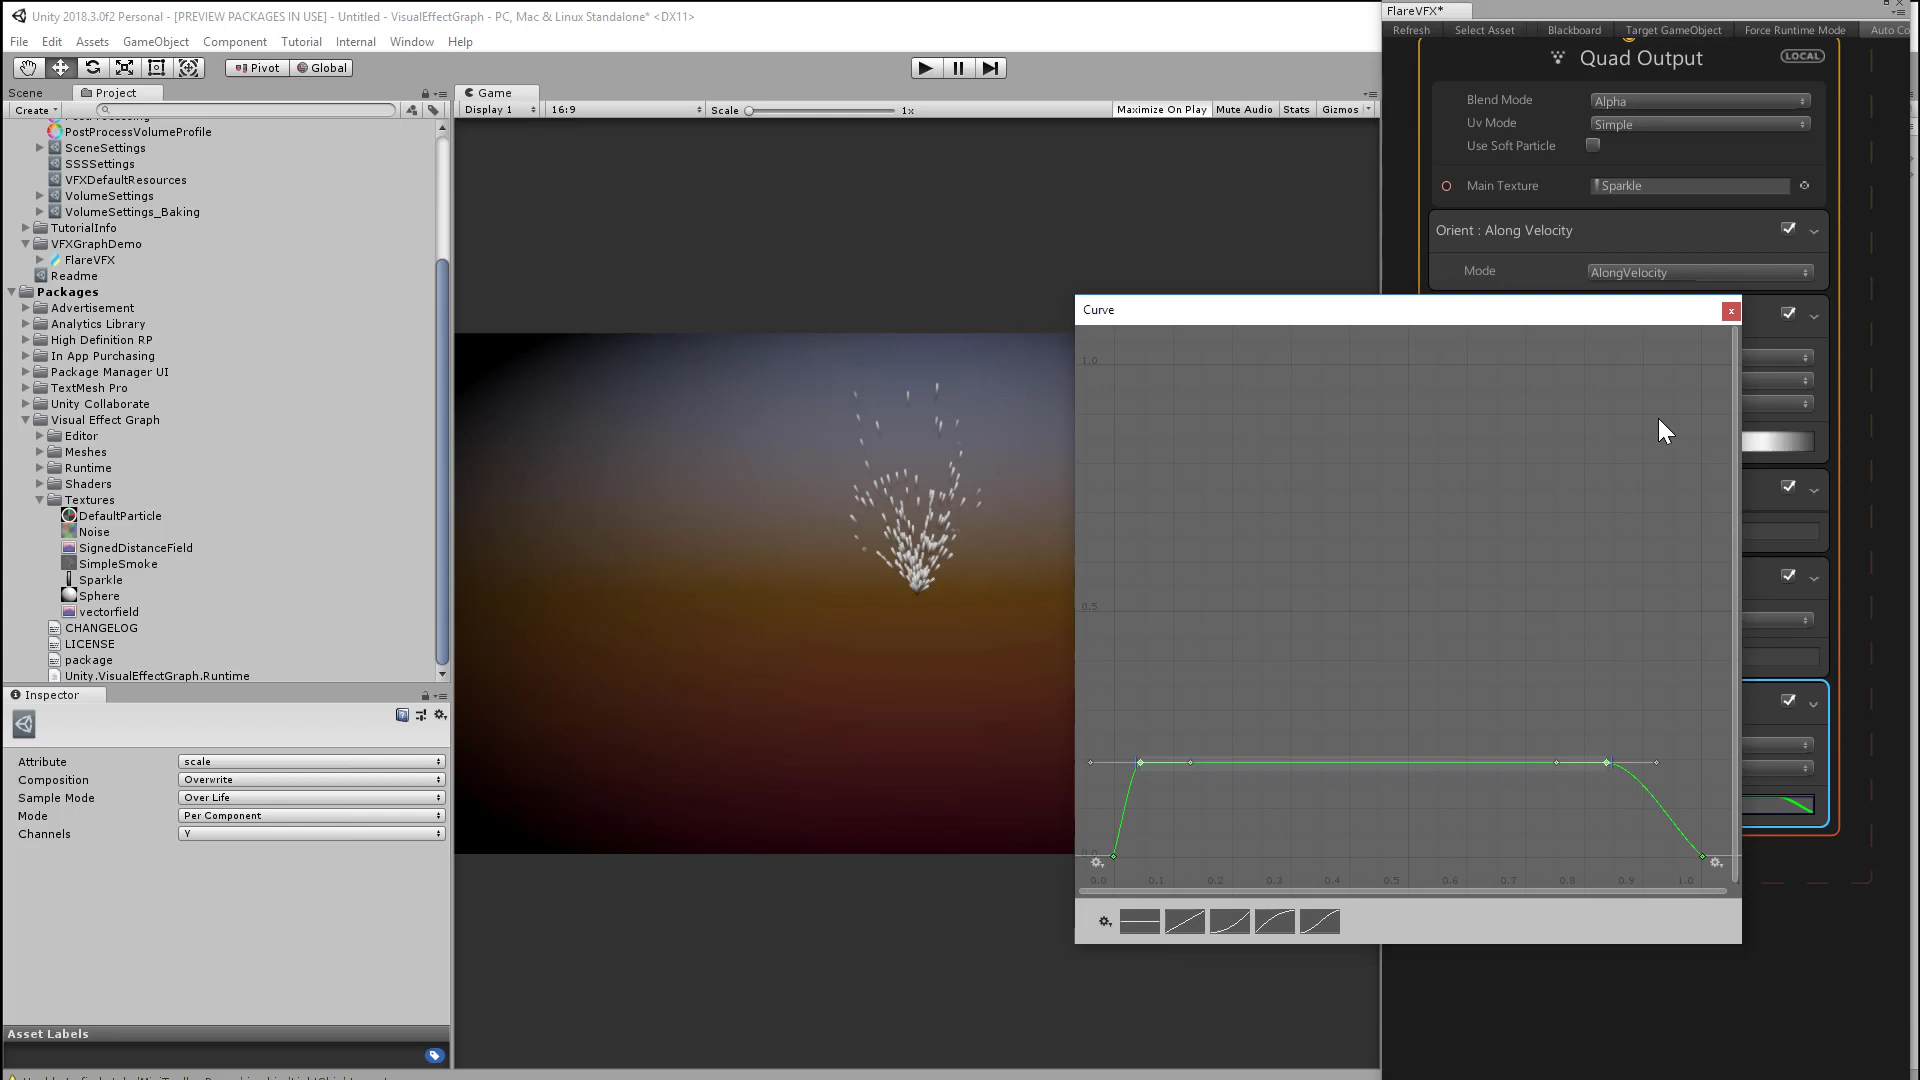 Unity 2018.3.0f2 Personal - [PREVIEW PACKAGES IN USE] - Untitled - VisualEffectGraph - PC, Mac & Linux Standalone* <DX11>
File Edit Assets GameObject Component Tutorial Internal Window Help
Pivot Global
Scene Project
Create
PostProcessVolumeProfile
SceneSettings
SSSSettings
VFXDefaultResources
VolumeSettings
VolumeSettings_Baking
TutorialInfo
VFXGraphDemo
FlareVFX
Readme
Packages
Advertisement
Analytics Library
High Definition RP
In App Purchasing
Package Manager UI
TextMesh Pro
Unity Collaborate
Visual Effect Graph
Editor
Meshes
Runtime
Shaders
Textures
DefaultParticle
Noise
SignedDistanceField
SimpleSmoke
Sparkle
Sphere
vectorfield
CHANGELOG
LICENSE
package
Unity.VisualEffectGraph.Runtime
Inspector
Attribute scale
Composition Overwrite
Sample Mode Over Life
Mode Per Component
Channels Y
Asset Labels
Game
Display 1 16:9 Scale 1x Maximize On Play Mute Audio Stats Gizmos
FlareVFX*
Refresh Select Asset Blackboard Target GameObject Force Runtime Mode Auto Co
Quad Output LOCAL
Blend Mode Alpha
Uv Mode Simple
Use Soft Particle
Main Texture Sparkle
Orient : Along Velocity
Mode AlongVelocity
Curve
1.0
0.5
0.0
0.0 0.1 0.2 0.3 0.4 0.5 0.6 0.7 0.8 0.9 1.0